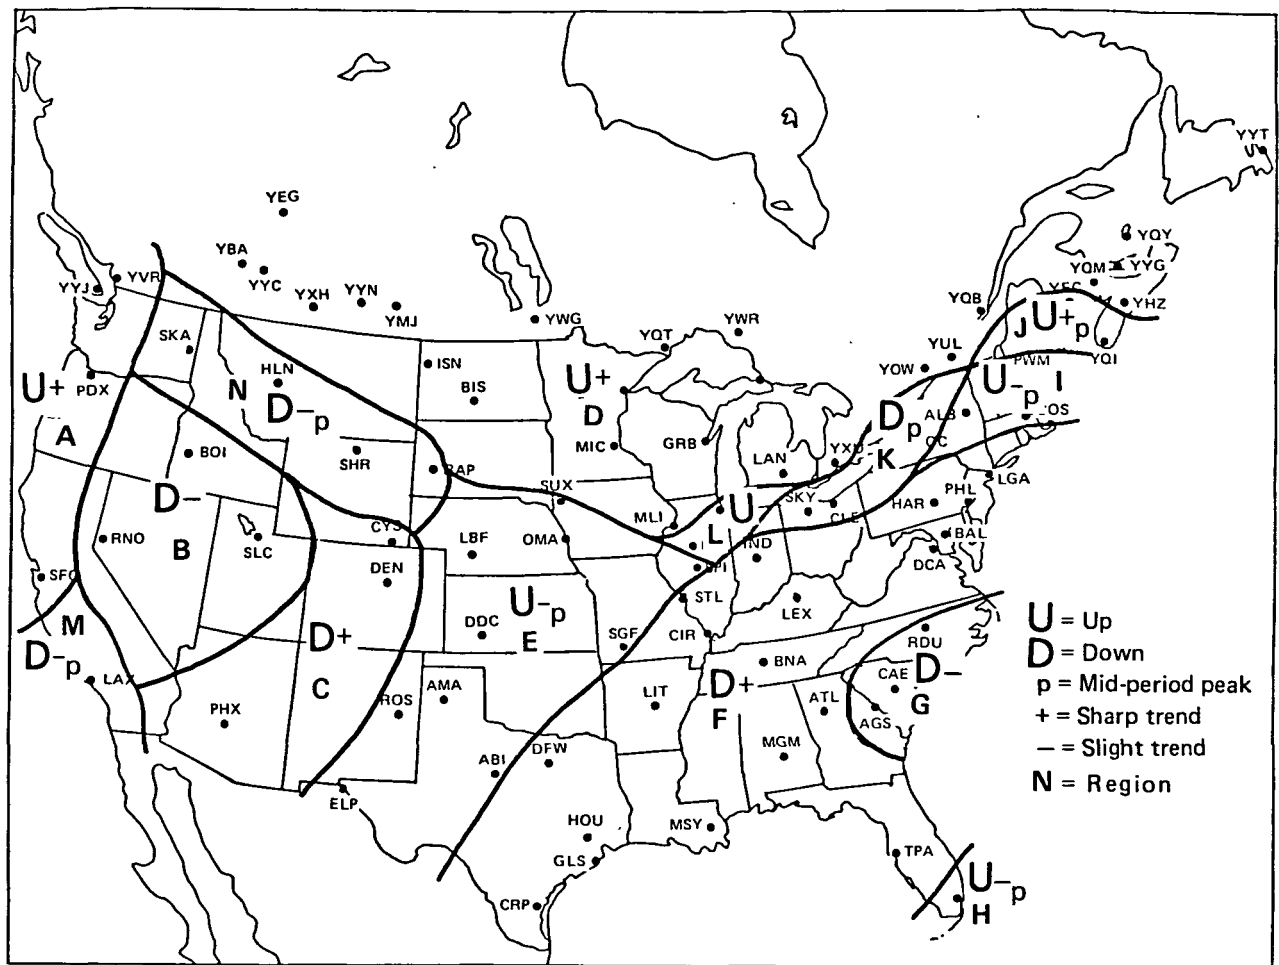 YYT
YEG
YBA
YQY
YYC
YQM
YYG
YYJ
YVR
YXH
YYN
YMJ
YWG
YQB
YHZ
SKA
YQT
YWR
J
U+p
YUL
YQI
PWM
U+
PDX
HLN
N
D-p
ISN
BIS
U+
D
YOW
U-p
I
Dp
ALB
A
BOI
SHR
MIC
GRB
LAN
YXU
K
RAP
D-
SUX
SKY
LGA
CLE
HAR
PHL
RNO
B
SLC
CYS
LBF
OMA
MLI
U
L
IND
BAL
DCA
DEN
SFO
M
D-p
LAX
DDC
U-p
E
STL
LEX
SGF
CIR
D+
C
PHX
ROS
AMA
LIT
BNA
D+
F
ATL
RDU
D-
CAE
G
AGS
ABI
DFW
MGM
ELP
HOU
GLS
MSY
TPA
CRP
U-p
H
U = Up
D = Down
p = Mid-period peak
+ = Sharp trend
– = Slight trend
N = Region